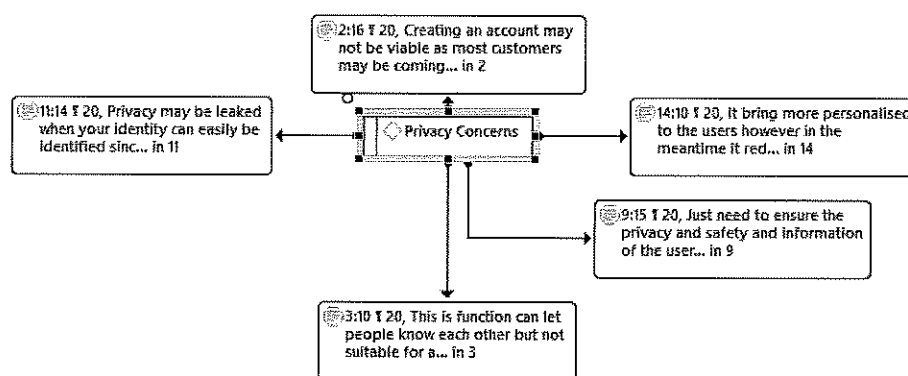 2:16 ¶ 20, Creating an account may
not be viable as most customers
may be coming... in 2
11:14 ¶ 20, Privacy may be leaked
when your identity can easily be
identified sinc... in 11
Privacy Concerns
14:10 ¶ 20, It bring more personalised
to the users however in the
meantime it red... in 14
9:15 ¶ 20, Just need to ensure the
privacy and safety and information
of the user... in 9
3:10 ¶ 20, This is function can let
people know each other but not
suitable for a... in 3